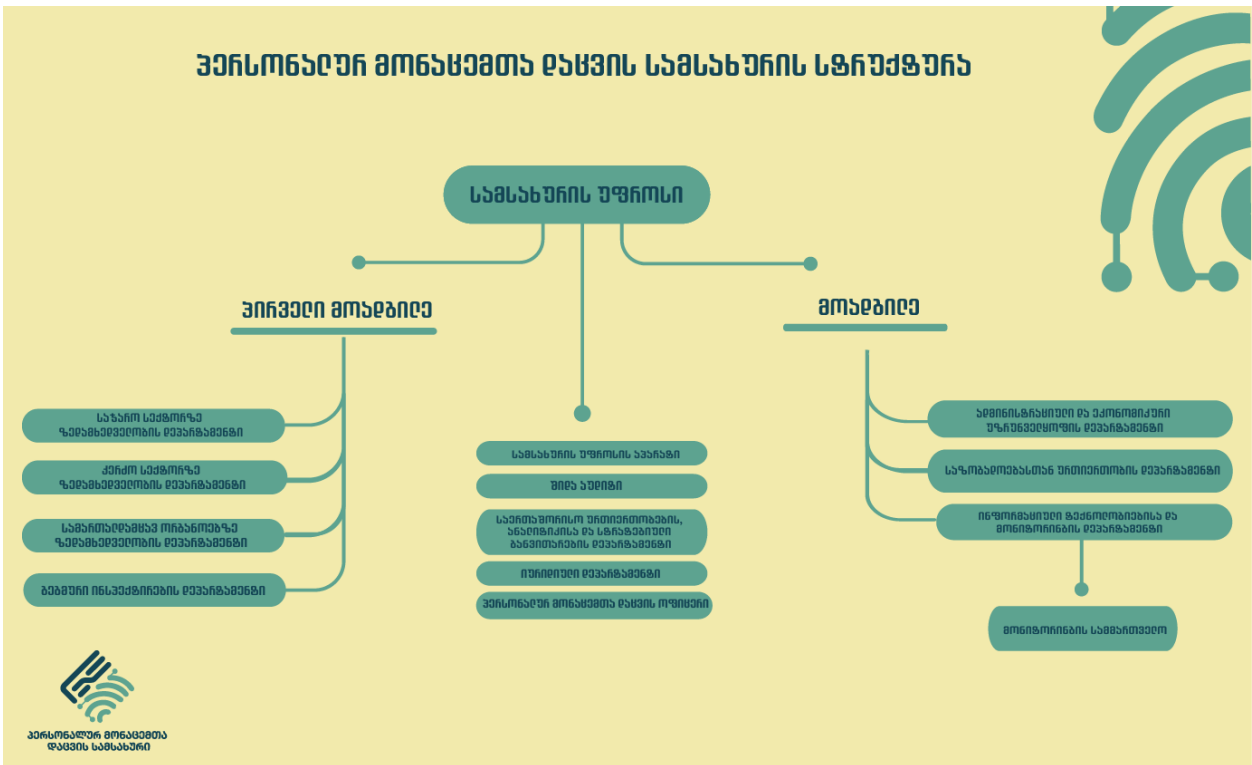 პერსონალურ მონაცემთა დაცვის სამსახურის სტრუქტურა
სამსახურის უფროსი
პირველი მოადგილე
მოადგილე
საჯარო სექტორზე
ზედამხედველობის დეპარტამენტი
კერძო სექტორზე
ზედამხედველობის დეპარტამენტი
სამართალდამცავ ორგანოებზე
ზედამხედველობის დეპარტამენტი
გეგმური ინსპექტირების დეპარტამენტი
სამსახურის უფროსის აპარატი
შიდა აუდიტი
საერთაშორისო ურთიერთობების,
ანალიტიკისა და სტრატეგიული
განვითარების დეპარტამენტი
იურიდიული დეპარტამენტი
პერსონალურ მონაცემთა დაცვის ოფიცერი
ადმინისტრაციული და ეკონომიკური
უზრუნველყოფის დეპარტამენტი
საზოგადოებასთან ურთიერთობის დეპარტამენტი
ინფორმაციული ტექნოლოგიებისა და
მონიტორინგის დეპარტამენტი
მონიტორინგის სამმართველო
პერსონალურ მონაცემთა
დაცვის სამსახური